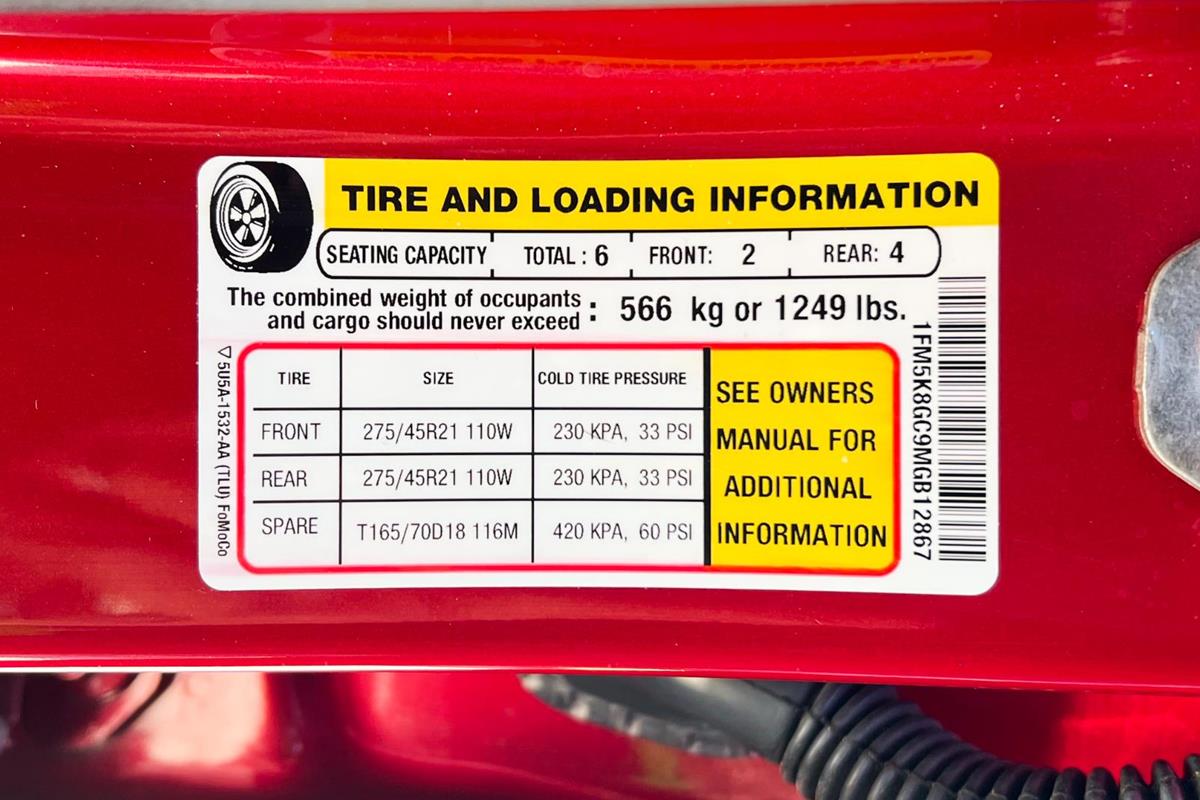 TIRE AND LOADING INFORMATION
SEATING CAPACITY TOTAL : 6 FRONT: 2 REAR: 4
The combined weight of occupants
and cargo should never exceed : 566 kg or 1249 lbs.
TIRE SIZE COLD TIRE PRESSURE
FRONT 275/45R21 110W 230 KPA, 33 PSI
REAR 275/45R21 110W 230 KPA, 33 PSI
SPARE T165/70D18 116M 420 KPA, 60 PSI
SEE OWNERS
MANUAL FOR
ADDITIONAL
INFORMATION
5U5A-1532-AA (TLU) FoMoCo
1FM5K8GC9MGB12867